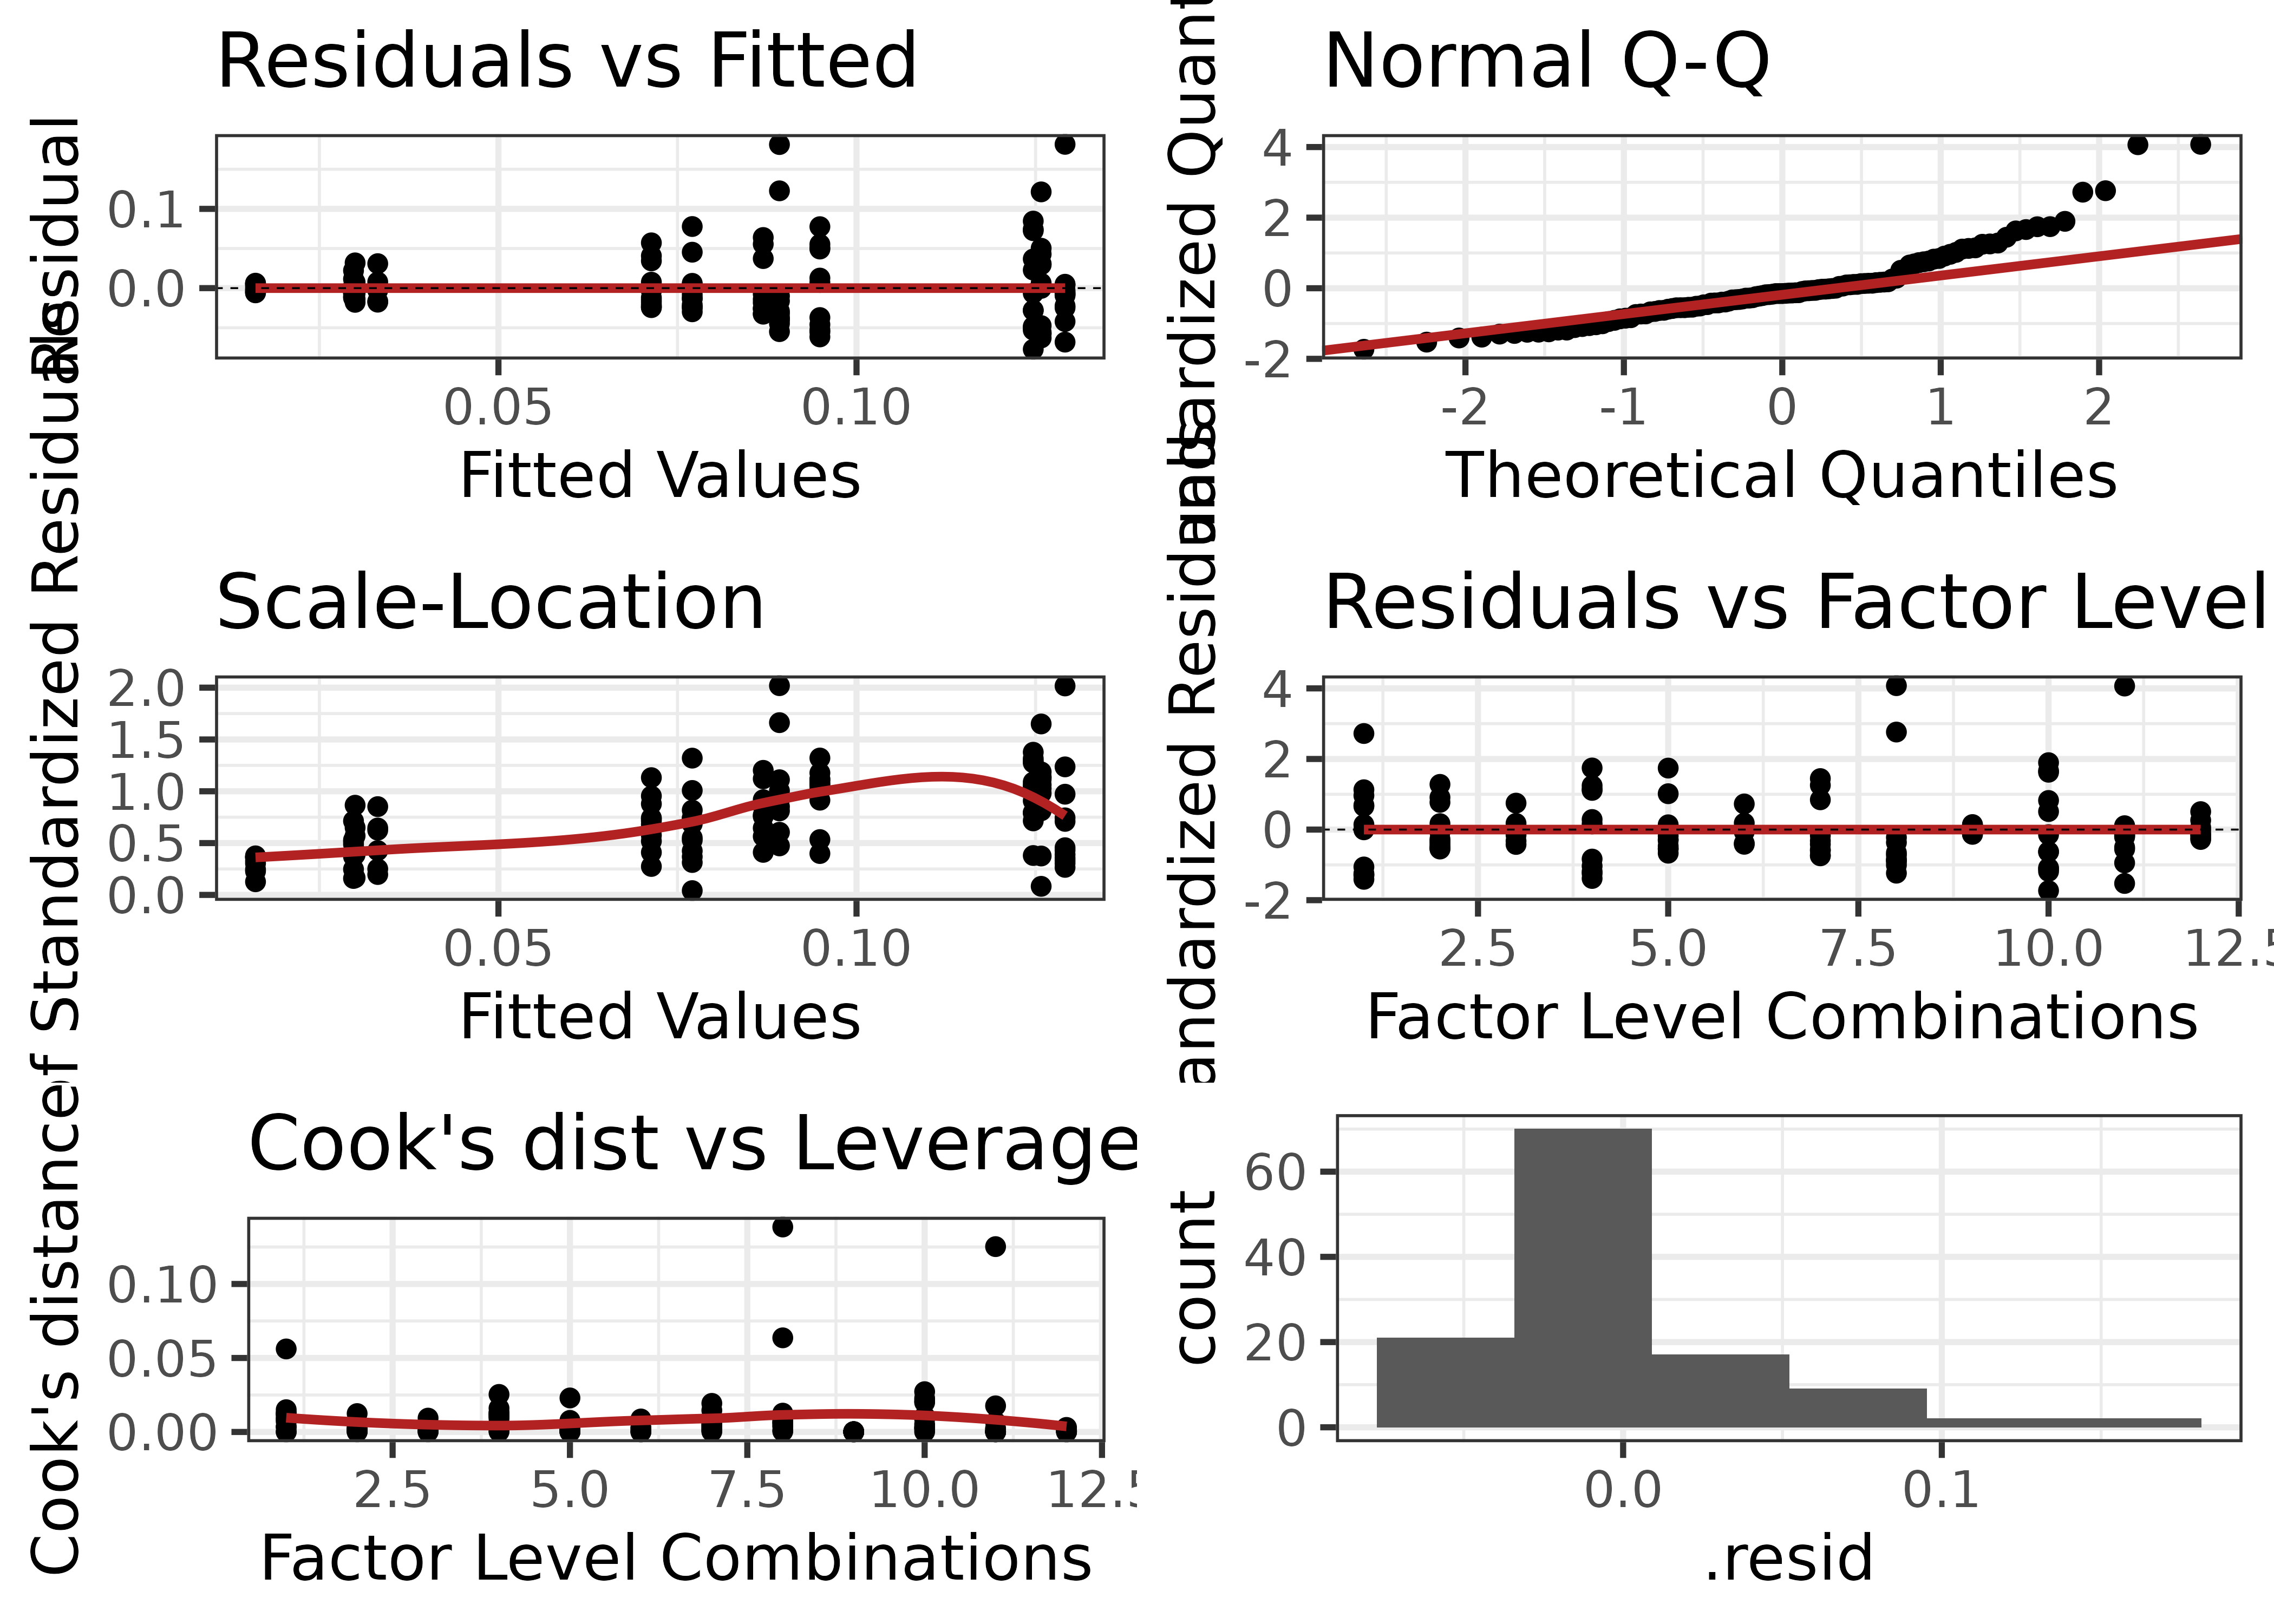 Residuals vs Fitted
Residual
0.1
0.0
0.05 0.10
Fitted Values
Normal Q-Q
4
2
0
-2
-2 -1 0 1 2
Theoretical Quantiles
Scale-Location
Standardized Residuals
2.0
1.5
1.0
0.5
0.0
0.05 0.10
Fitted Values
Residuals vs Factor Level
4
2
0
-2
2.5 5.0 7.5 10.0 12.5
Factor Level Combinations
Cook's dist vs Leverage
Cook's distance
0.10
0.05
0.00
2.5 5.0 7.5 10.0 12.5
Factor Level Combinations
count
60
40
20
0
0.0 0.1
.resid